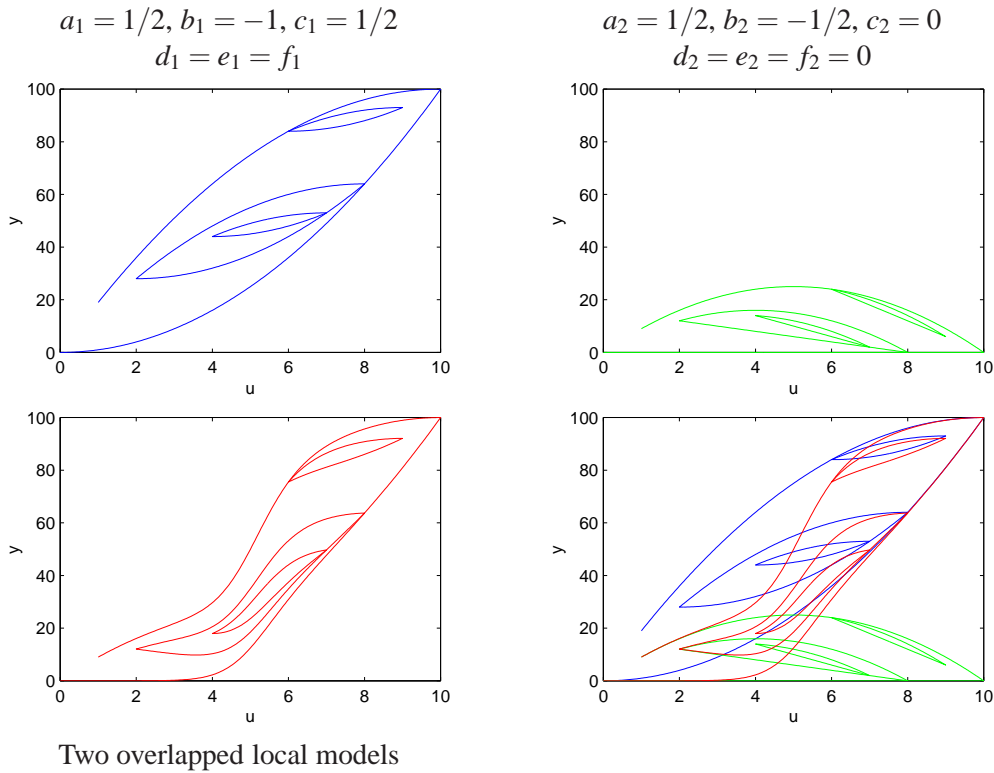 a₁ = 1/2, b₁ = −1, c₁ = 1/2
d₁ = e₁ = f₁
a₂ = 1/2, b₂ = −1/2, c₂ = 0
d₂ = e₂ = f₂ = 0
100
80
60
40
20
0
y
0 2 4 6 8 10
u
100
80
60
40
20
0
y
0 2 4 6 8 10
u
100
80
60
40
20
0
y
0 2 4 6 8 10
u
100
80
60
40
20
0
y
0 2 4 6 8 10
u
Two overlapped local models